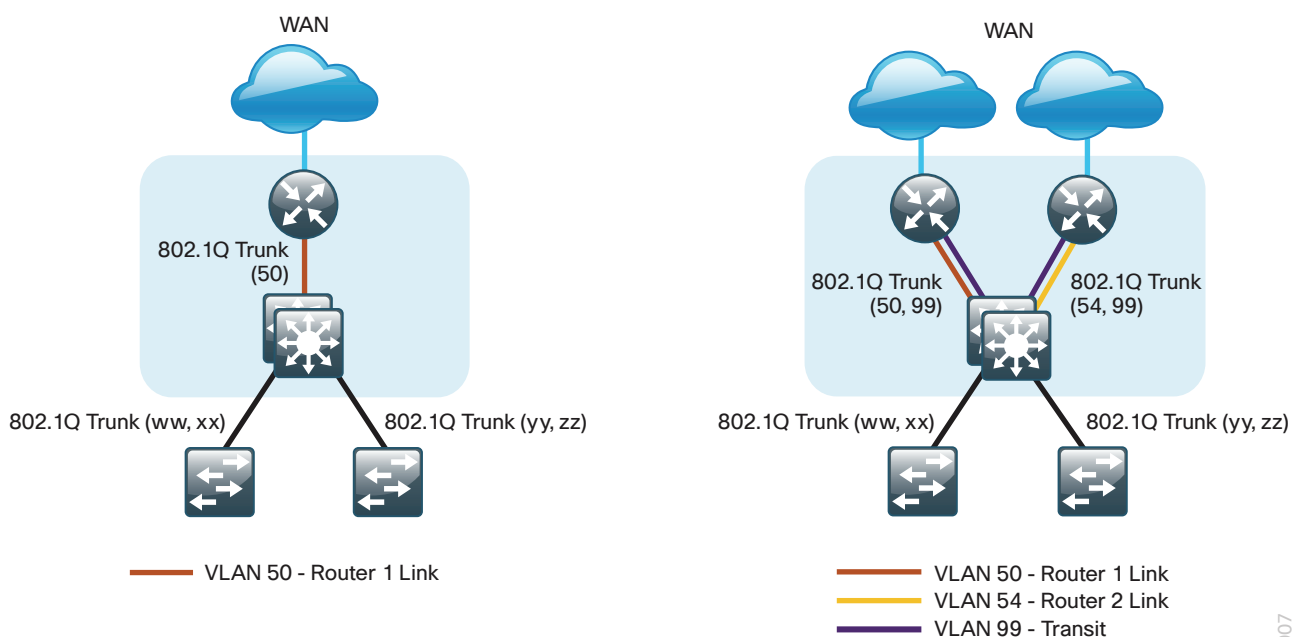 WAN
802.1Q Trunk
(50)
802.1Q Trunk (ww, xx)
802.1Q Trunk (yy, zz)
VLAN 50 - Router 1 Link
WAN
802.1Q Trunk
(50, 99)
802.1Q Trunk
(54, 99)
802.1Q Trunk (ww, xx)
802.1Q Trunk (yy, zz)
VLAN 50 - Router 1 Link
VLAN 54 - Router 2 Link
VLAN 99 - Transit